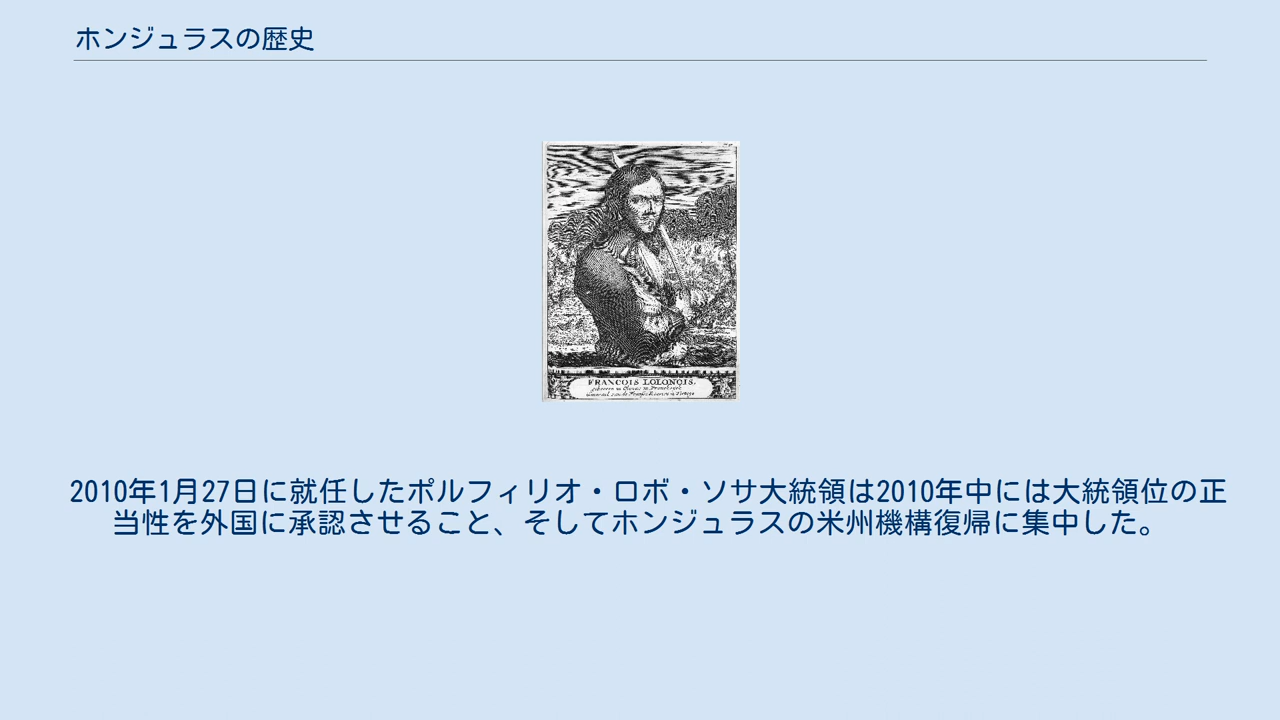 ホンジュラスの歴史
FRANCOIS LOLONOIS.
2010年1月27日に就任したポルフィリオ・ロボ・ソサ大統領は2010年中には大統領位の正
当性を外国に承認させること、そしてホンジュラスの米州機構復帰に集中した。